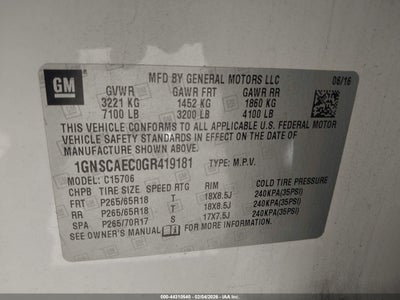 GM
MFD BY GENERAL MOTORS LLC 06/16
GVWR GAWR FRT GAWR RR
3221 KG 1452 KG 1860 KG
7100 LB 3200 LB 4100 LB
THIS VEHICLE CONFORMS TO ALL APPLICABLE U.S. FEDERAL MOTOR
VEHICLE SAFETY STANDARDS IN EFFECT ON THE DATE OF
MANUFACTURE SHOWN ABOVE.
1GNSCAEC0GR419181 TYPE: M.P.V.
MODEL: C15706
CHPB TIRE SIZE SPEED RTG RIM COLD TIRE PRESSURE
FRT P265/65R18 T 18X8.5J 240KPA(35PSI)
RR P265/65R18 T 18X8.5J 240KPA(35PSI)
SPA P265/70R17 S 17X7.5J 240KPA(35PSI)
SEE OWNER'S MANUAL i FOR MORE INFORMATION.
000-44310540 - 02/04/2026 - IAA Inc.